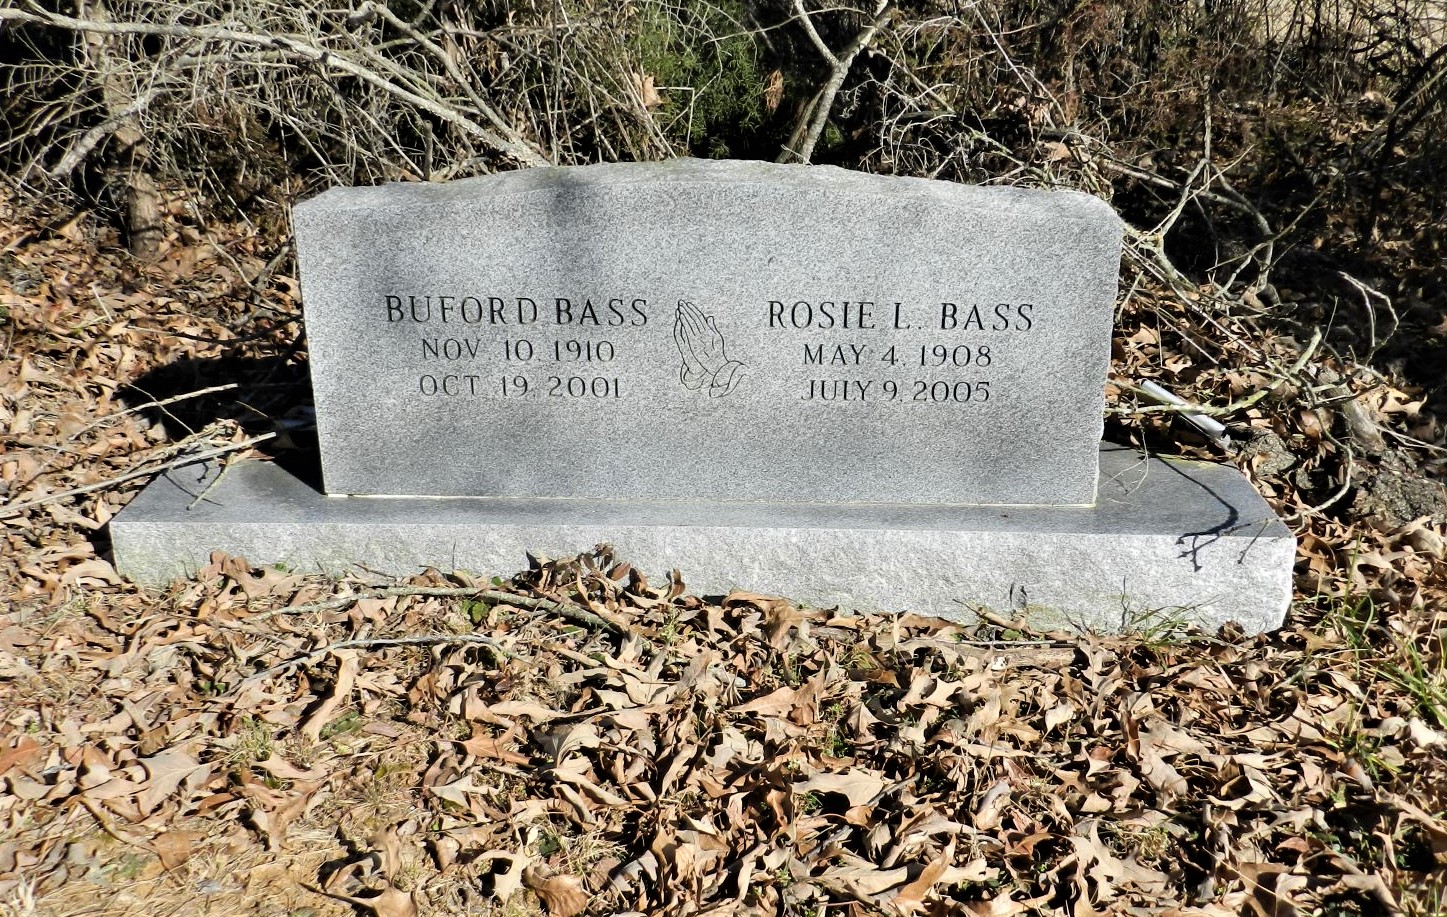 BUFORD BASS
NOV. 10. 1910
OCT. 19. 2001
ROSIE L. BASS
MAY 4. 1908
JULY 9. 2005